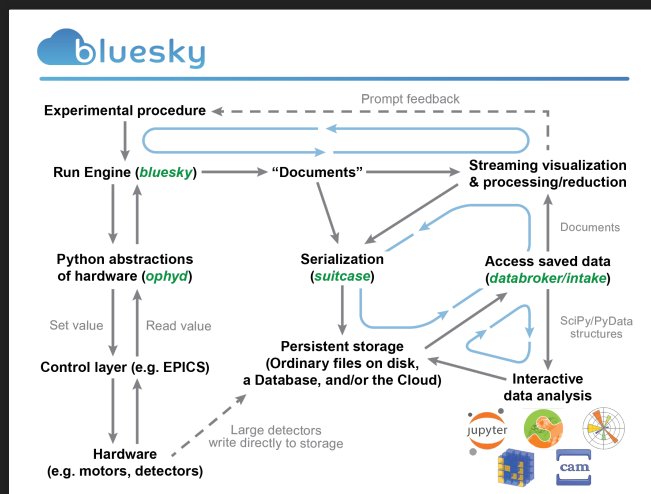 bluesky
Prompt feedback
Experimental procedure
Run Engine (bluesky)
"Documents"
Streaming visualization
& processing/reduction
Documents
Python abstractions
of hardware (ophyd)
Serialization
(suitcase)
Access saved data
(databroker/intake)
Set value
Read value
SciPy/PyData
structures
Control layer (e.g. EPICS)
Persistent storage
(Ordinary files on disk,
a Database, and/or the Cloud)
Interactive
data analysis
Large detectors
write directly to storage
Hardware
(e.g. motors, detectors)
jupyter
cam